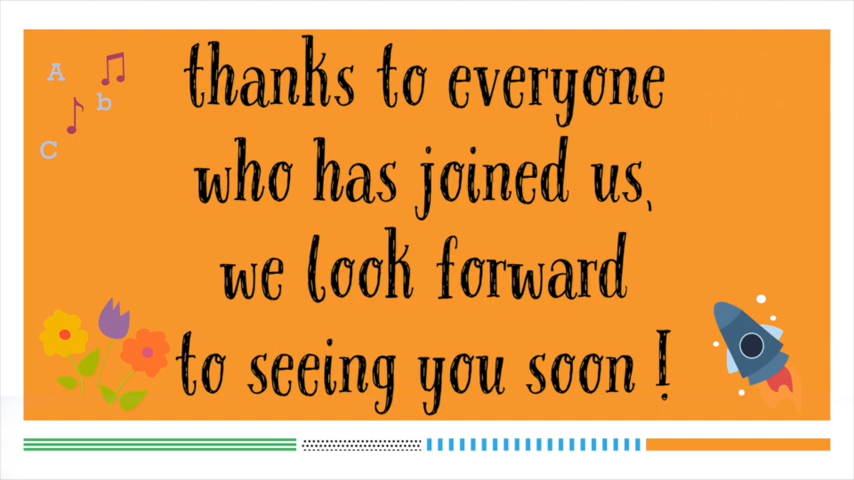 A
b
C
thanks to everyone
who has joined us,
we look forward
to seeing you soon !